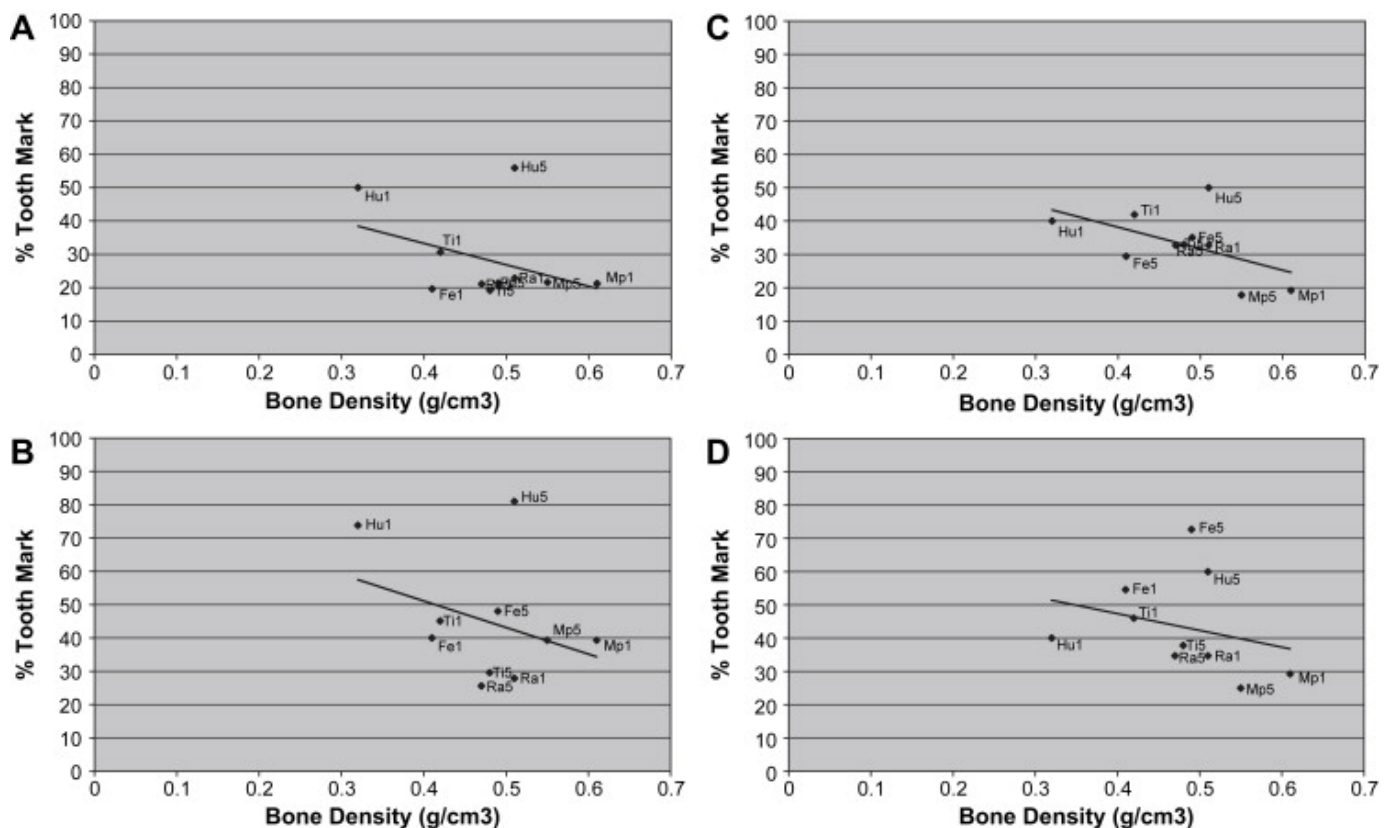 A
% Tooth Mark
100
90
80
70
60
50
40
30
20
10
0
Hu5
Hu1
Ti1
Ra1
Mp5
Mp1
Fe1
Ti5
0 0.1 0.2 0.3 0.4 0.5 0.6 0.7
Bone Density (g/cm3)
C
% Tooth Mark
100
90
80
70
60
50
40
30
20
10
0
Hu5
Ti1
Hu1
Fe5
Ra1
Ra5
Fe5
Mp5
Mp1
0 0.1 0.2 0.3 0.4 0.5 0.6 0.7
Bone Density (g/cm3)
B
% Tooth Mark
100
90
80
70
60
50
40
30
20
10
0
Hu5
Hu1
Fe5
Ti1
Mp5
Mp1
Fe1
Ti5
Ra1
Ra5
0 0.1 0.2 0.3 0.4 0.5 0.6 0.7
Bone Density (g/cm3)
D
% Tooth Mark
100
90
80
70
60
50
40
30
20
10
0
Fe5
Hu5
Fe1
Ti1
Hu1
Ti5
Ra5
Ra1
Mp1
Mp5
0 0.1 0.2 0.3 0.4 0.5 0.6 0.7
Bone Density (g/cm3)